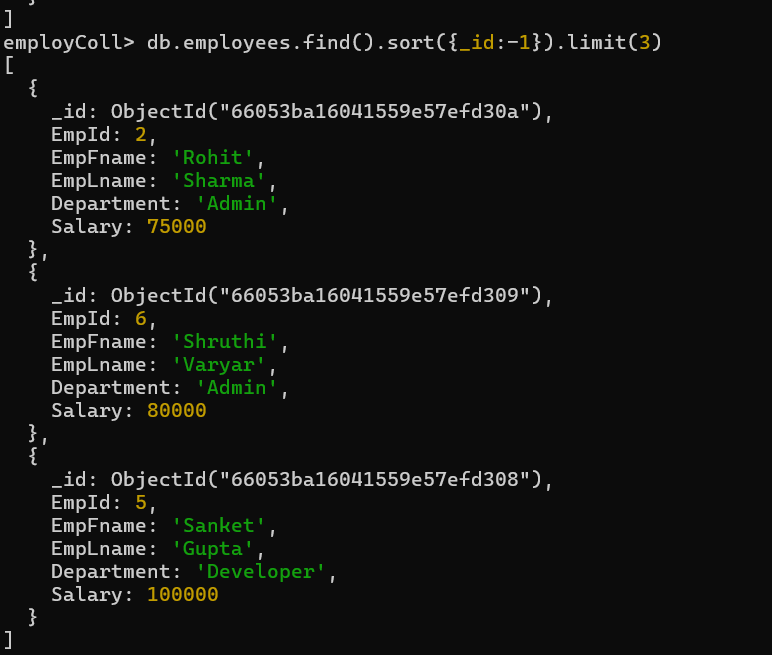 ]
employColl> db.employees.find().sort({_id:-1}).limit(3)
[
  {
    _id: ObjectId("66053ba16041559e57efd30a"),
    EmpId: 2,
    EmpFname: 'Rohit',
    EmpLname: 'Sharma',
    Department: 'Admin',
    Salary: 75000
  },
  {
    _id: ObjectId("66053ba16041559e57efd309"),
    EmpId: 6,
    EmpFname: 'Shruthi',
    EmpLname: 'Varyar',
    Department: 'Admin',
    Salary: 80000
  },
  {
    _id: ObjectId("66053ba16041559e57efd308"),
    EmpId: 5,
    EmpFname: 'Sanket',
    EmpLname: 'Gupta',
    Department: 'Developer',
    Salary: 100000
  }
]